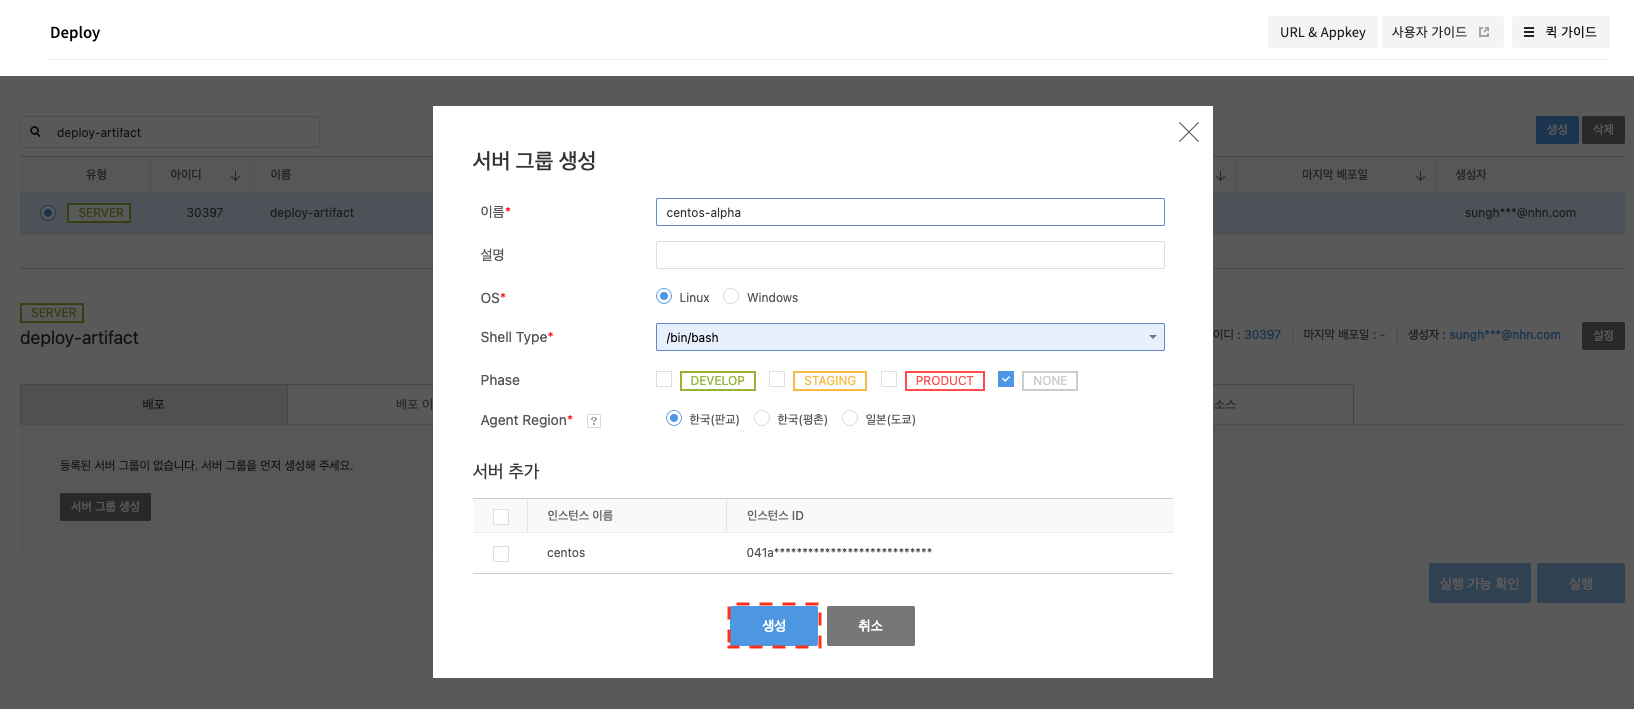 Deploy
URL & Appkey 사용자 가이드 퀵 가이드
deploy-artifact
생성 삭제
유형 아이디 이름 마지막 배포일 생성자
SERVER 30397 deploy-artifact sungh***@nhn.com
SERVER
deploy-artifact
이디 : 30397 마지막 배포일 : - 생성자 : sungh***@nhn.com 설정
배포 배포 이 소스
등록된 서버 그룹이 없습니다. 서버 그룹을 먼저 생성해 주세요.
서버 그룹 생성
실행 가능 확인 실행
서버 그룹 생성
이름* centos-alpha
설명
OS* Linux Windows
Shell Type* /bin/bash
Phase DEVELOP STAGING PRODUCT NONE
Agent Region* ? 한국(판교) 한국(평촌) 일본(도쿄)
서버 추가
인스턴스 이름 인스턴스 ID
centos 041a****************************
생성 취소